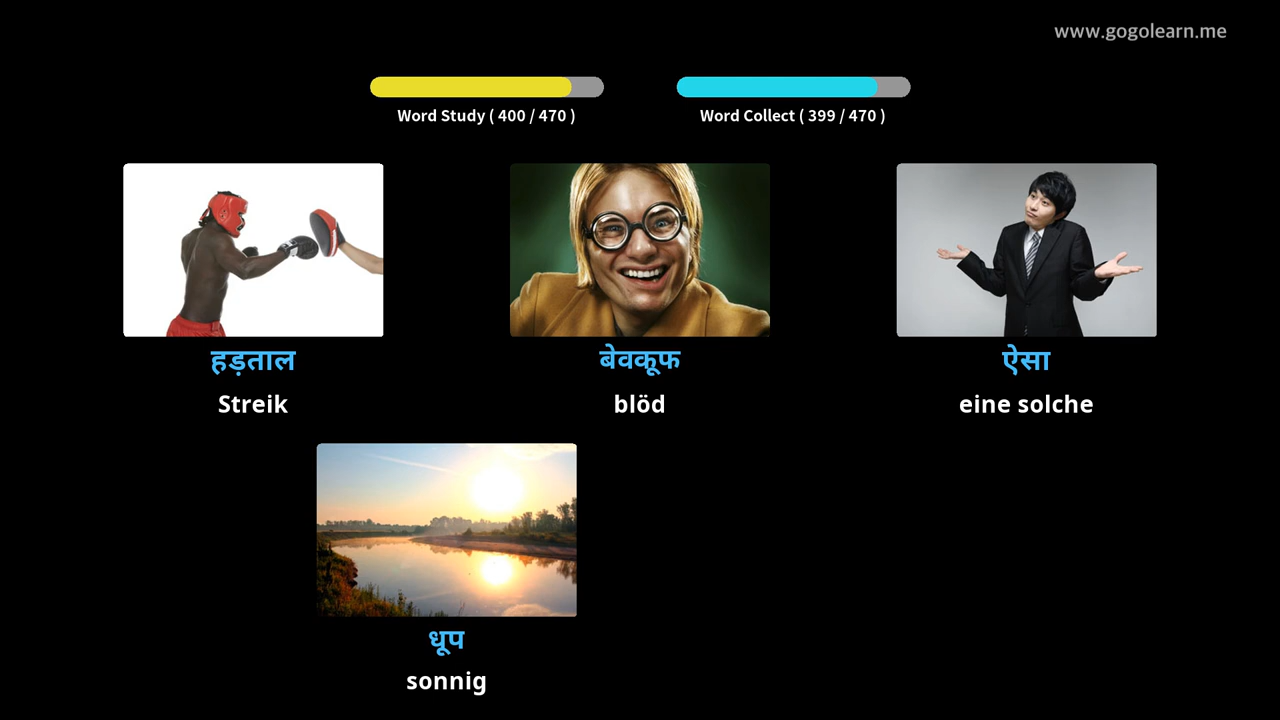 www.gogolearn.me
Word Study ( 400 / 470 )
Word Collect ( 399 / 470 )
हड़ताल
Streik
बेवकूफ
blöd
ऐसा
eine solche
धूप
sonnig